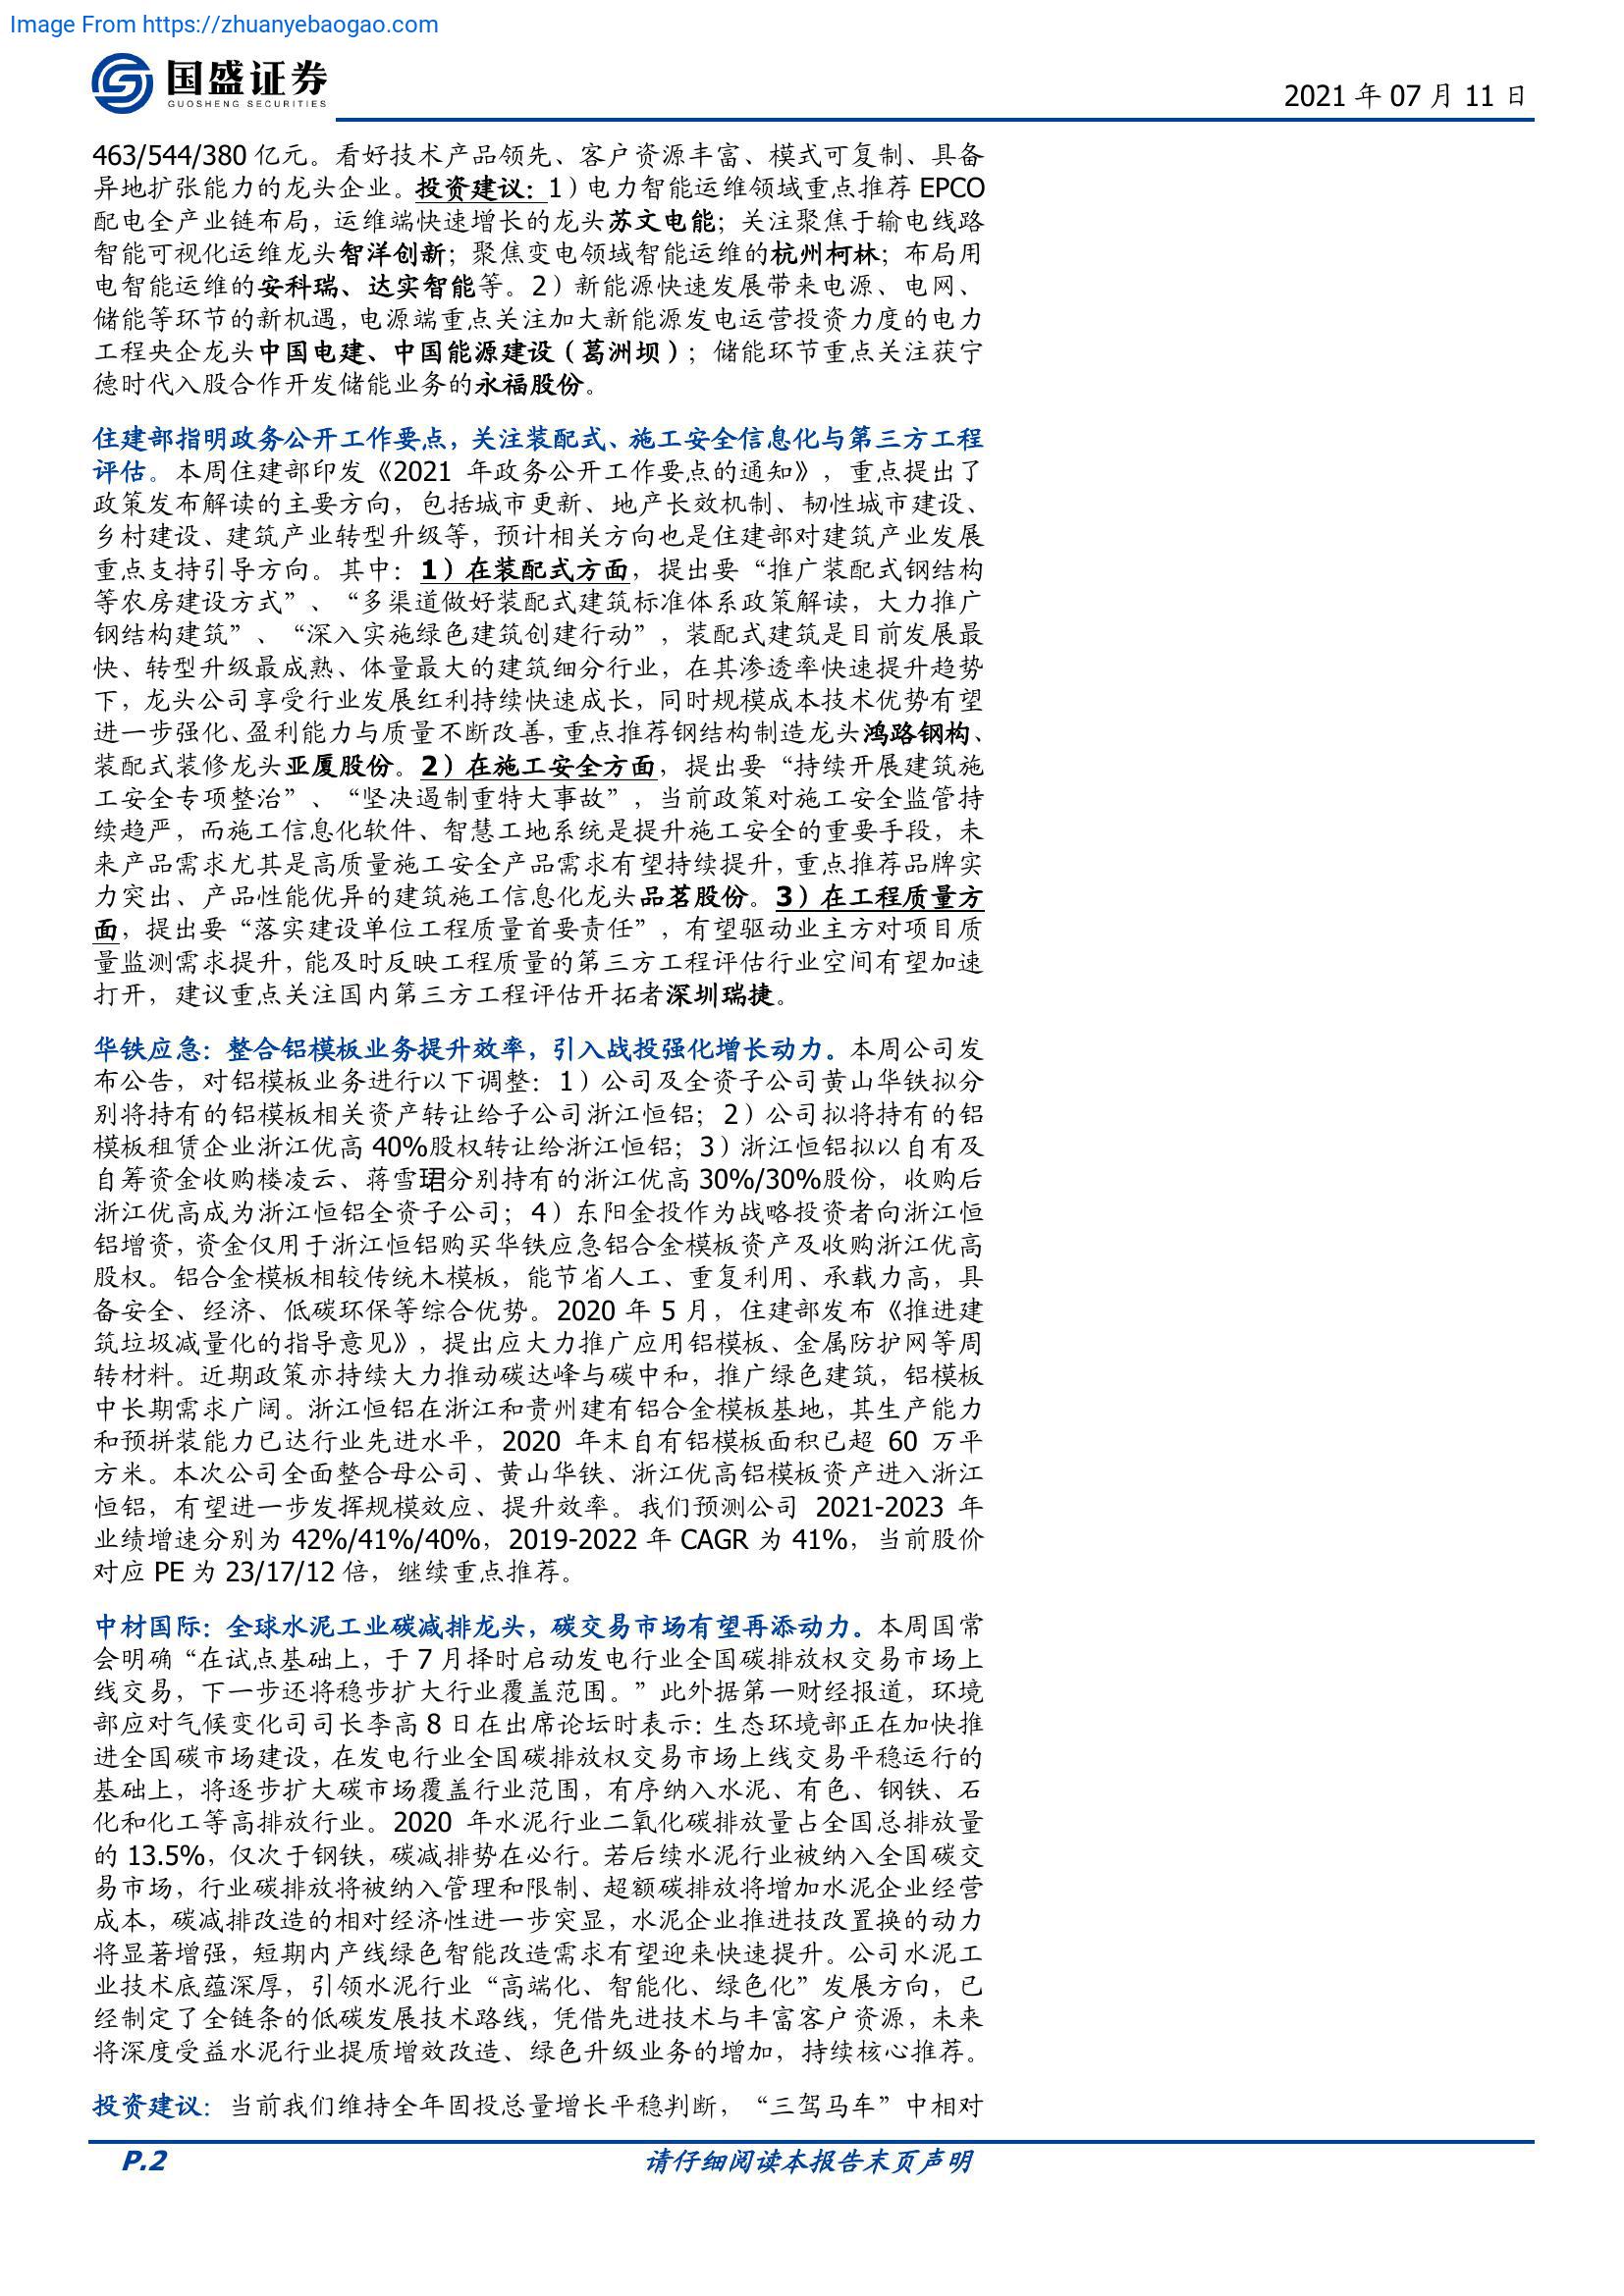 Image From https://zhuanyebaogao.com
国盛证券
GUOSHENG SECURITIES
2021 年 07 月 11 日
463/544/380 亿元。看好技术产品领先、客户资源丰富、模式可复制、具备
异地扩张能力的龙头企业。投资建议：1）电力智能运维领域重点推荐 EPCO
配电全产业链布局，运维端快速增长的龙头苏文电能；关注聚焦于输电线路
智能可视化运维龙头智洋创新；聚焦变电领域智能运维的杭州柯林；布局用
电智能运维的安科瑞、达实智能等。2）新能源快速发展带来电源、电网、
储能等环节的新机遇，电源端重点关注加大新能源发电运营投资力度的电力
工程央企龙头中国电建、中国能源建设（葛洲坝）；储能环节重点关注获宁
德时代入股合作开发储能业务的永福股份。
住建部指明政务公开工作要点，关注装配式、施工安全信息化与第三方工程
评估。本周住建部印发《2021 年政务公开工作要点的通知》，重点提出了
政策发布解读的主要方向，包括城市更新、地产长效机制、韧性城市建设、
乡村建设、建筑产业转型升级等，预计相关方向也是住建部对建筑产业发展
重点支持引导方向。其中：1）在装配式方面，提出要“推广装配式钢结构
等农房建设方式”、“多渠道做好装配式建筑标准体系政策解读，大力推广
钢结构建筑”、“深入实施绿色建筑创建行动”，装配式建筑是目前发展最
快、转型升级最成熟、体量最大的建筑细分行业，在其渗透率快速提升趋势
下，龙头公司享受行业发展红利持续快速成长，同时规模成本技术优势有望
进一步强化、盈利能力与质量不断改善，重点推荐钢结构制造龙头鸿路钢构、
装配式装修龙头亚厦股份。2）在施工安全方面，提出要“持续开展建筑施
工安全专项整治”、“坚决遏制重特大事故”，当前政策对施工安全监管持
续趋严，而施工信息化软件、智慧工地系统是提升施工安全的重要手段，未
来产品需求尤其是高质量施工安全产品需求有望持续提升，重点推荐品牌实
力突出、产品性能优异的建筑施工信息化龙头品茗股份。3）在工程质量方
面，提出要“落实建设单位工程质量首要责任”，有望驱动业主方对项目质
量监测需求提升，能及时反映工程质量的第三方工程评估行业空间有望加速
打开，建议重点关注国内第三方工程评估开拓者深圳瑞捷。
华铁应急：整合铝模板业务提升效率，引入战投强化增长动力。本周公司发
布公告，对铝模板业务进行以下调整：1）公司及全资子公司黄山华铁拟分
别将持有的铝模板相关资产转让给子公司浙江恒铝；2）公司拟将持有的铝
模板租赁企业浙江优高 40%股权转让给浙江恒铝；3）浙江恒铝拟以自有及
自筹资金收购楼凌云、蒋雪珺分别持有的浙江优高 30%/30%股份，收购后
浙江优高成为浙江恒铝全资子公司；4）东阳金投作为战略投资者向浙江恒
铝增资，资金仅用于浙江恒铝购买华铁应急铝合金模板资产及收购浙江优高
股权。铝合金模板相较传统木模板，能节省人工、重复利用、承载力高，具
备安全、经济、低碳环保等综合优势。2020 年 5 月，住建部发布《推进建
筑垃圾减量化的指导意见》，提出应大力推广应用铝模板、金属防护网等周
转材料。近期政策亦持续大力推动碳达峰与碳中和，推广绿色建筑，铝模板
中长期需求广阔。浙江恒铝在浙江和贵州建有铝合金模板基地，其生产能力
和预拼装能力已达行业先进水平，2020 年末自有铝模板面积已超 60 万平
方米。本次公司全面整合母公司、黄山华铁、浙江优高铝模板资产进入浙江
恒铝，有望进一步发挥规模效应、提升效率。我们预测公司 2021-2023 年
业绩增速分别为 42%/41%/40%，2019-2022 年 CAGR 为 41%，当前股价
对应 PE 为 23/17/12 倍，继续重点推荐。
中材国际：全球水泥工业碳减排龙头，碳交易市场有望再添动力。本周国常
会明确“在试点基础上，于 7 月择时启动发电行业全国碳排放权交易市场上
线交易，下一步还将稳步扩大行业覆盖范围。”此外据第一财经报道，环境
部应对气候变化司司长李高 8 日在出席论坛时表示：生态环境部正在加快推
进全国碳市场建设，在发电行业全国碳排放权交易市场上线交易平稳运行的
基础上，将逐步扩大碳市场覆盖行业范围，有序纳入水泥、有色、钢铁、石
化和化工等高排放行业。2020 年水泥行业二氧化碳排放量占全国总排放量
的 13.5%，仅次于钢铁，碳减排势在必行。若后续水泥行业被纳入全国碳交
易市场，行业碳排放将被纳入管理和限制、超额碳排放将增加水泥企业经营
成本，碳减排改造的相对经济性进一步突显，水泥企业推进技改置换的动力
将显著增强，短期内产线绿色智能改造需求有望迎来快速提升。公司水泥工
业技术底蕴深厚，引领水泥行业“高端化、智能化、绿色化”发展方向，已
经制定了全链条的低碳发展技术路线，凭借先进技术与丰富客户资源，未来
将深度受益水泥行业提质增效改造、绿色升级业务的增加，持续核心推荐。
投资建议：当前我们维持全年固投总量增长平稳判断，“三驾马车”中相对
P.2
请仔细阅读本报告末页声明